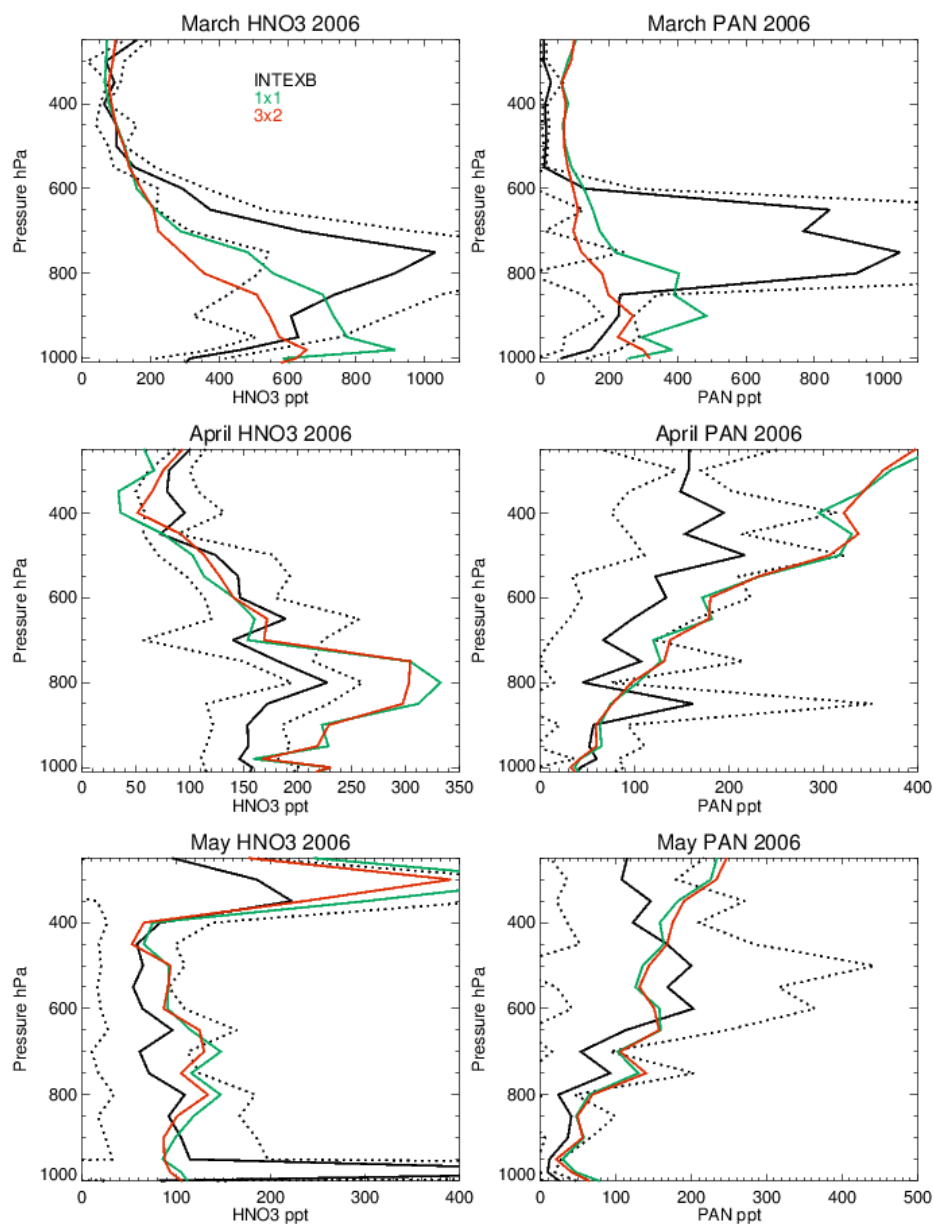 March HNO3 2006
March PAN 2006
INTEXB
1x1
3x2
400
600
800
1000
Pressure hPa
0 200 400 600 800 1000
HNO3 ppt
400
600
800
1000
Pressure hPa
0 200 400 600 800 1000
PAN ppt
April HNO3 2006
April PAN 2006
400
600
800
1000
Pressure hPa
0 50 100 150 200 250 300 350
HNO3 ppt
400
600
800
1000
Pressure hPa
0 100 200 300 400
PAN ppt
May HNO3 2006
May PAN 2006
400
600
800
1000
Pressure hPa
0 100 200 300 400
HNO3 ppt
400
600
800
1000
Pressure hPa
0 100 200 300 400 500
PAN ppt